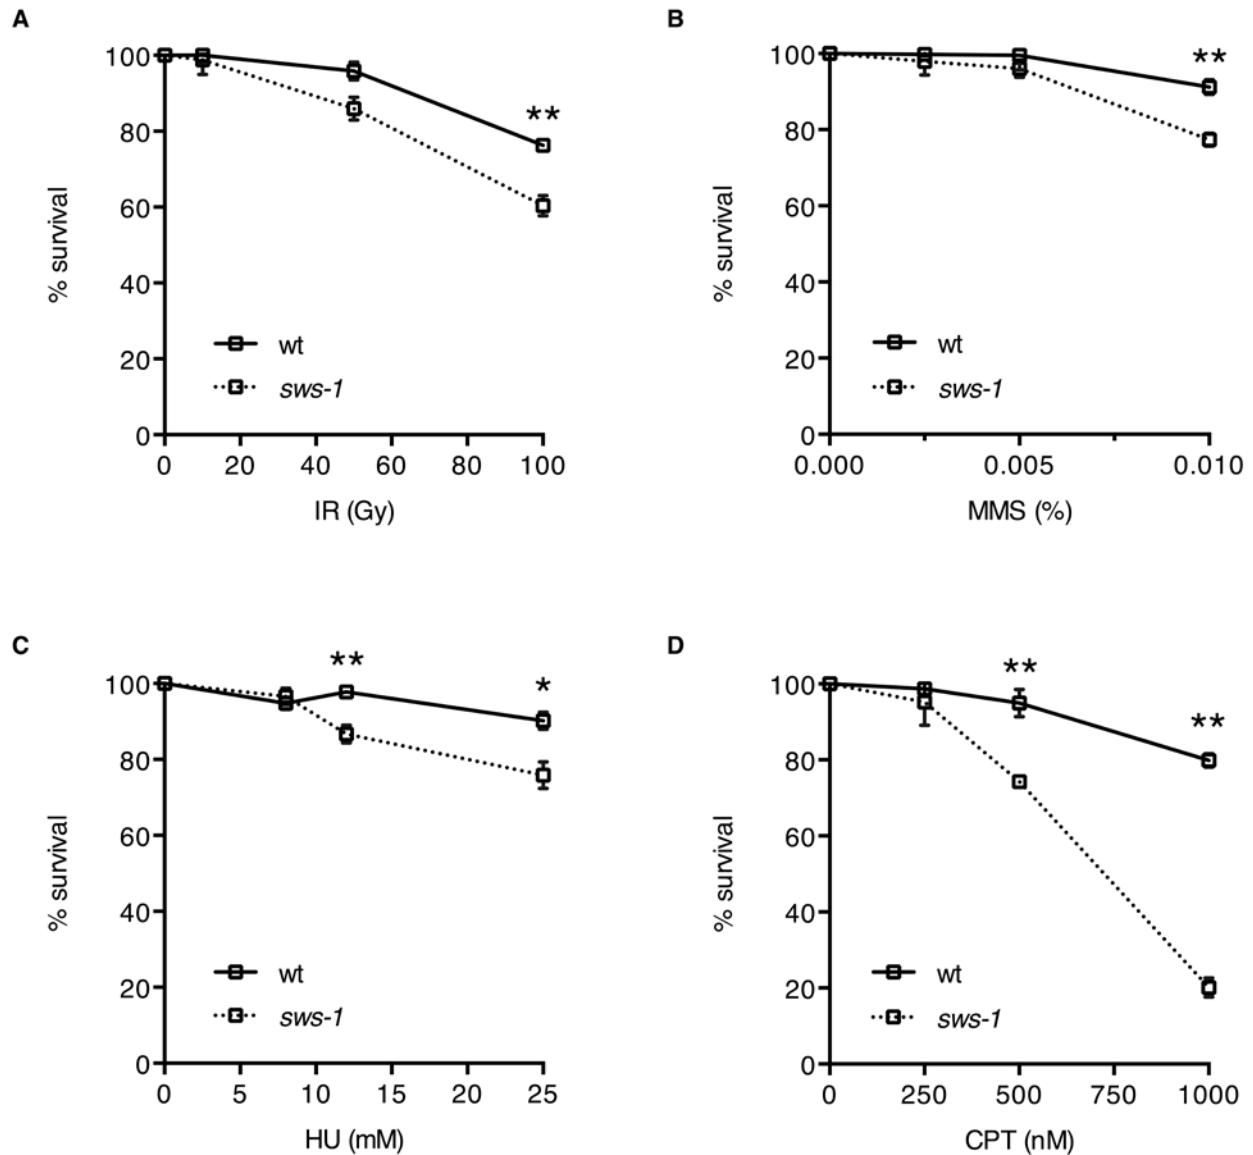 A
% survival
100
80
60
40
20
0
**
wt
sws-1
0 20 40 60 80 100
IR (Gy)
B
% survival
100
80
60
40
20
0
**
wt
sws-1
0.000 0.005 0.010
MMS (%)
C
% survival
100
80
60
40
20
0
** *
wt
sws-1
0 5 10 15 20 25
HU (mM)
D
% survival
100
80
60
40
20
0
**
**
wt
sws-1
0 250 500 750 1000
CPT (nM)